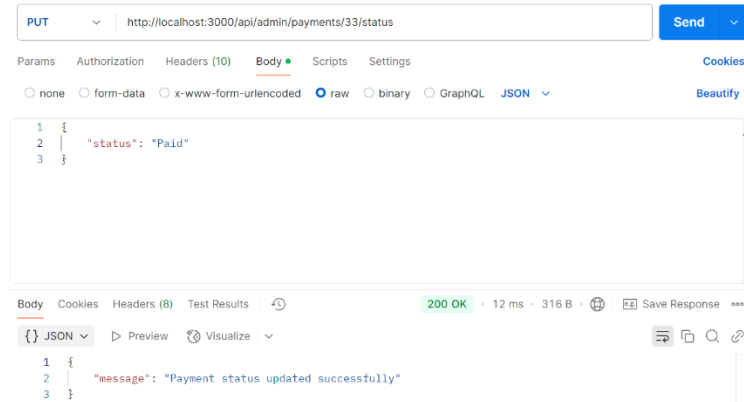 PUT http://localhost:3000/api/admin/payments/33/status Send
Params Authorization Headers (10) Body Scripts Settings Cookies
none form-data x-www-form-urlencoded raw binary GraphQL JSON Beautify
1 {
2 "status": "Paid"
3 }
Body Cookies Headers (8) Test Results 200 OK 12 ms 316 B e.g. Save Response
{} JSON Preview Visualize
1 {
2 "message": "Payment status updated successfully"
3 }